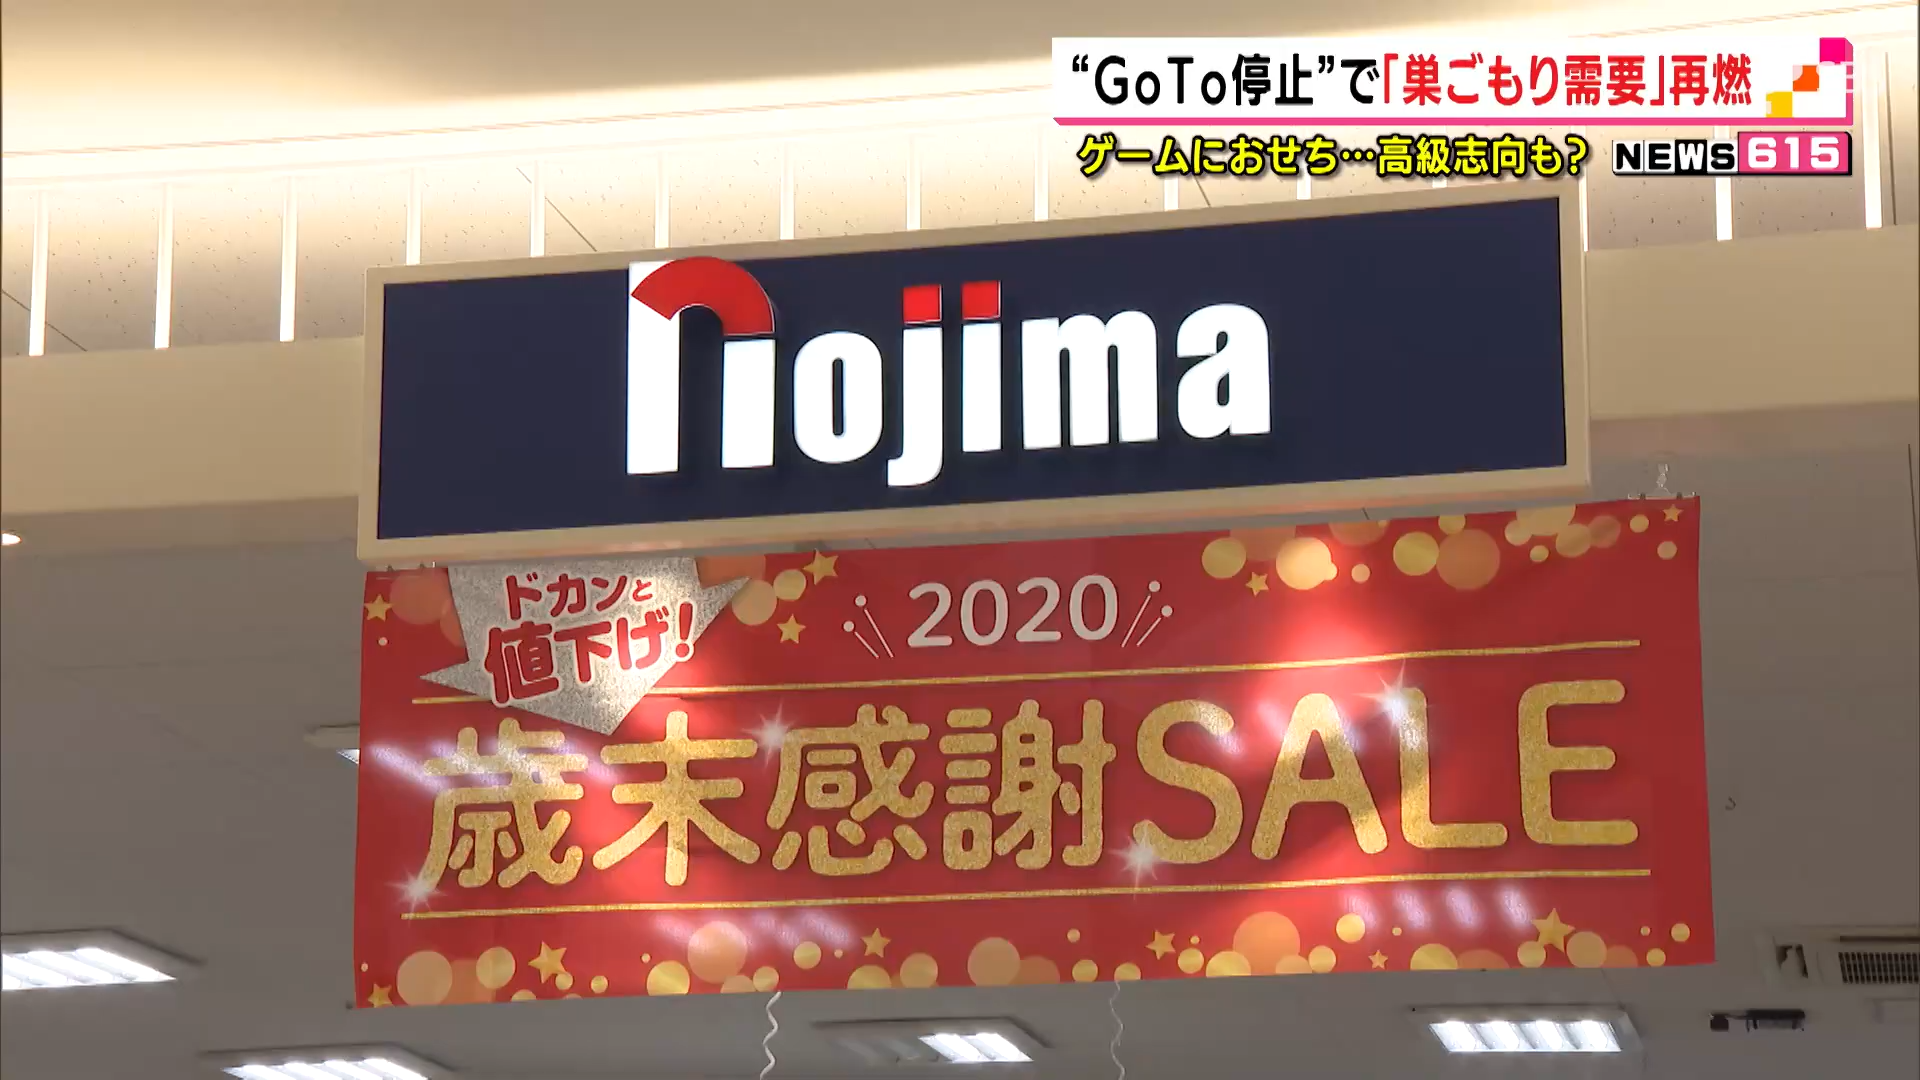 “GoTo停止”で「巣ごもり需要」再燃
ゲームにおせち…高級志向も?
NEWS 615
nojima
ドカンと
値下げ!
2020
歳末感謝SALE